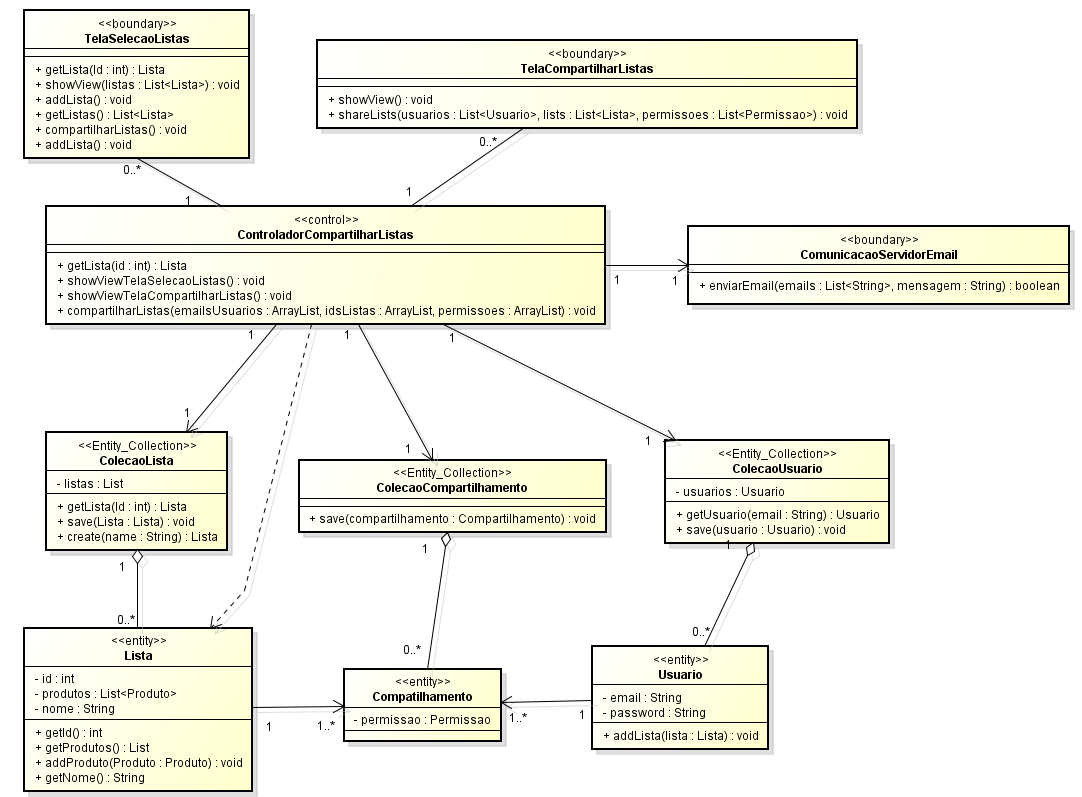 <<boundary>>
TelaSelecaoListas
+ getLista(Id : int) : Lista
+ showView(listas : List<Lista>) : void
+ addLista() : void
+ getListas() : List<Lista>
+ compartilharListas() : void
+ addLista() : void
0..*
1
<<boundary>>
TelaCompartilharListas
+ showView() : void
+ shareLists(usuarios : List<Usuario>, lists : List<Lista>, permissoes : List<Permissao>) : void
0..*
1
<<control>>
ControladorCompartilharListas
+ getLista(id : int) : Lista
+ showViewTelaSelecaoListas() : void
+ showViewTelaCompartilharListas() : void
+ compartilharListas(emailsUsuarios : ArrayList, idsListas : ArrayList, permissoes : ArrayList) : void
1
1
<<boundary>>
ComunicacaoServidorEmail
+ enviarEmail(emails : List<String>, mensagem : String) : boolean
1
1
1
1
1
1
<<Entity_Collection>>
ColecaoLista
- listas : List
+ getLista(Id : int) : Lista
+ save(Lista : Lista) : void
+ create(name : String) : Lista
1
0..*
<<Entity_Collection>>
ColecaoCompartilhamento
+ save(compartilhamento : Compartilhamento) : void
1
0..*
<<Entity_Collection>>
ColecaoUsuario
- usuarios : Usuario
+ getUsuario(email : String) : Usuario
+ save(usuario : Usuario) : void
1
0..*
<<entity>>
Lista
- id : int
- produtos : List<Produto>
- nome : String
+ getId() : int
+ getProdutos() : List
+ addProduto(Produto : Produto) : void
+ getNome() : String
1
1..*
<<entity>>
Compatilhamento
- permissao : Permissao
1..*
1
<<entity>>
Usuario
- email : String
- password : String
+ addLista(lista : Lista) : void